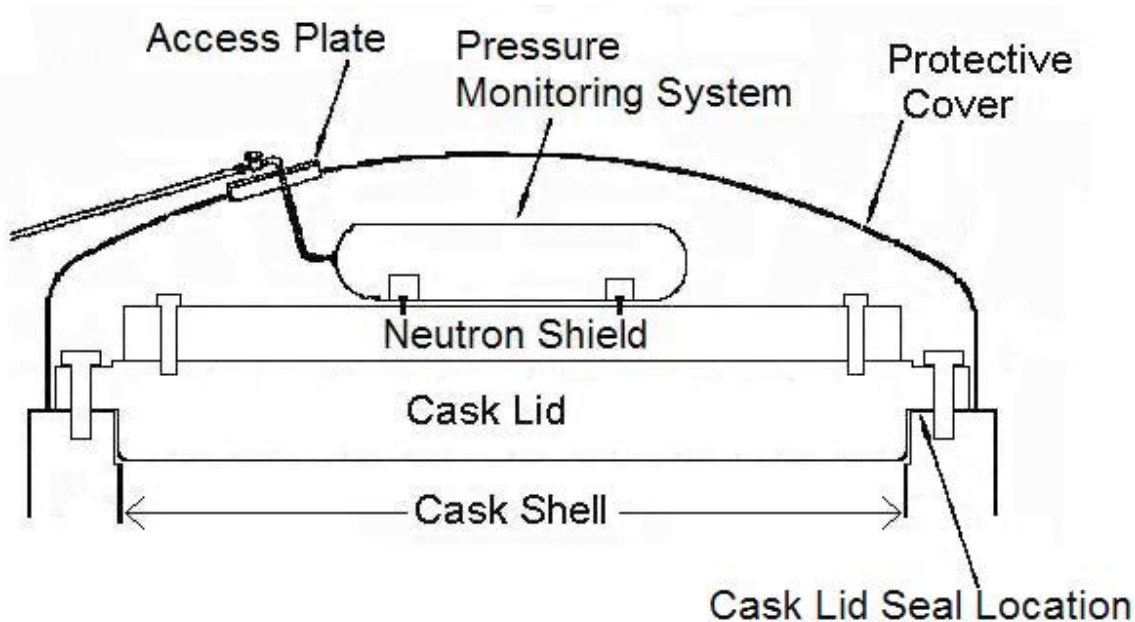 Access Plate
Pressure
Monitoring System
Protective
Cover
Neutron Shield
Cask Lid
Cask Shell
Cask Lid Seal Location